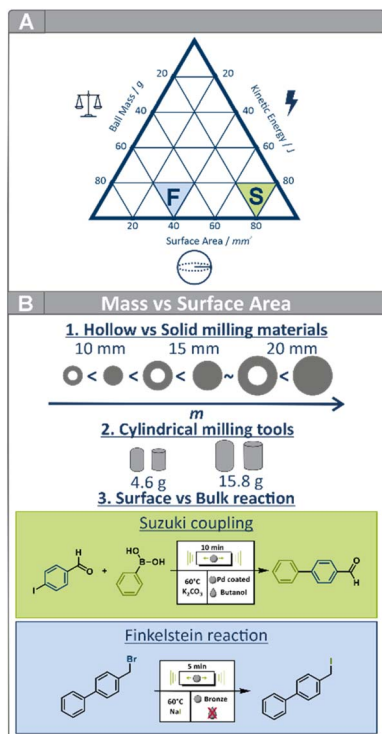 A
Ball Mass / g
Kinetic Energy / J
20
20
40
40
60
60
80
F
S
80
20
40
60
80
Surface Area / mm²
B
Mass vs Surface Area
1. Hollow vs Solid milling materials
10 mm
15 mm
20 mm
< < < ~ <
m
2. Cylindrical milling tools
4.6 g
15.8 g
3. Surface vs Bulk reaction
Suzuki coupling
I
O
H
+
HO
B
OH
10 min
60°C
K₂CO₃
Pd coated
Butanol
O
H
Finkelstein reaction
Br
5 min
60°C
NaI
Bronze
I